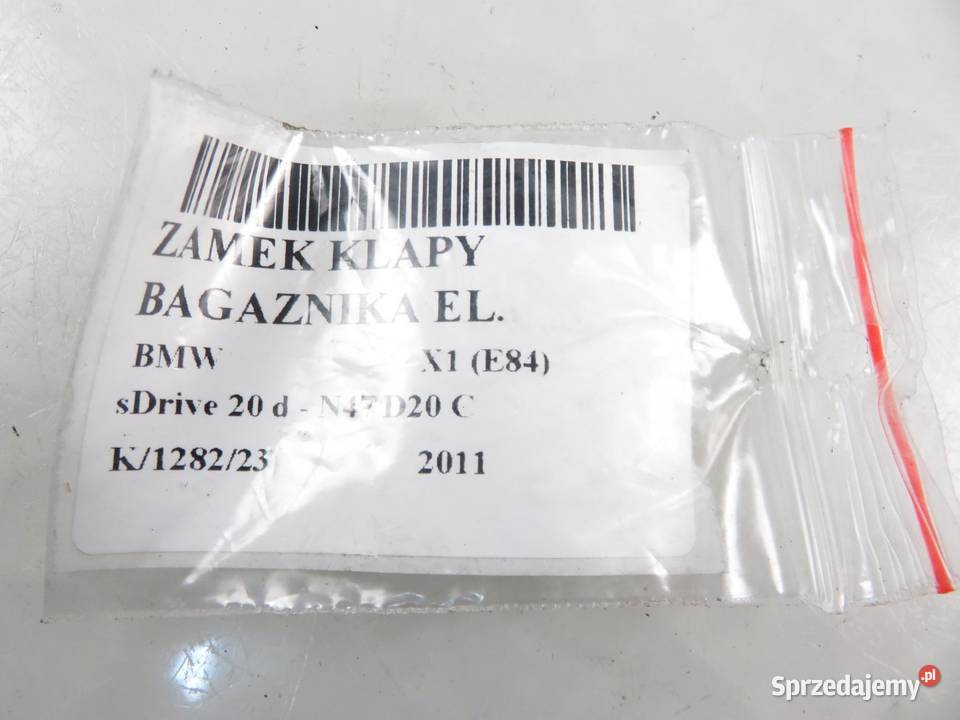 ZAMEK KLAPY
BAGAZNIKA EL.
BMW X1 (E84)
sDrive 20 d - N47D20 C
K/1282/23 2011
Sprzedajemy.pl